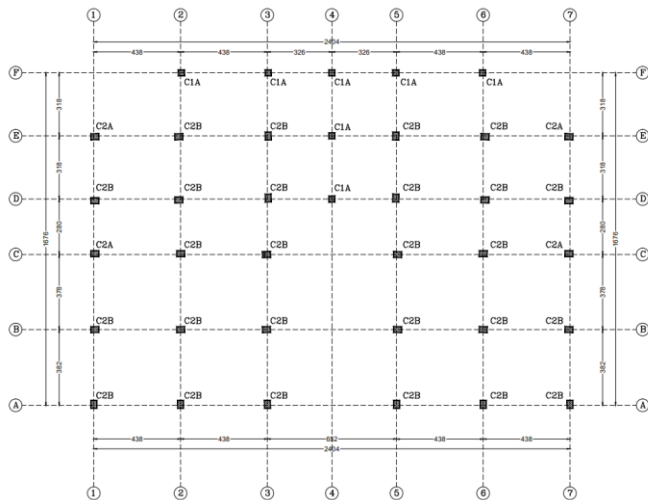 1 2 3 4 5 6 7
2404
438 438 326 326 438 438
F F
C1A C1A C1A C1A C1A
318 318
C2A C2B C2B C1A C2B C2B C2A
E E
318 318
C2B C2B C2B C1A C2B C2B C2B
D D
1676 280 280 1676
C2A C2B C2B C2B C2B C2A
C C
378 378
C2B C2B C2B C2B C2B C2B
B B
382 382
C2B C2B C2B C2B C2B C2B
A A
438 438 652 438 438
2404
1 2 3 4 5 6 7